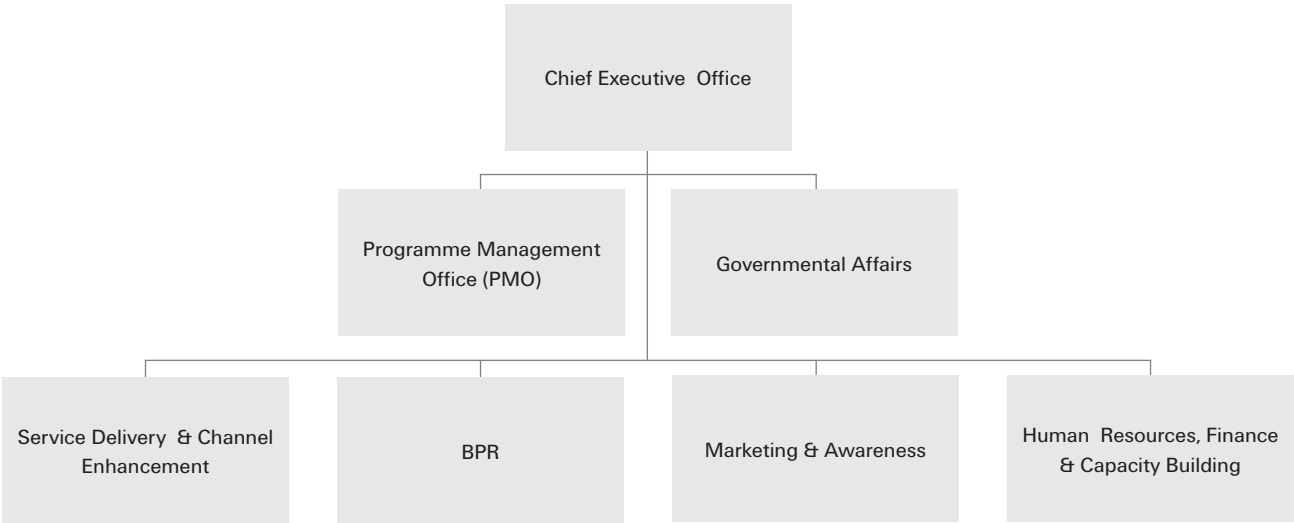 Chief Executive Office
Programme Management
Office (PMO)
Governmental Affairs
Service Delivery & Channel
Enhancement
BPR
Marketing & Awareness
Human Resources, Finance
& Capacity Building